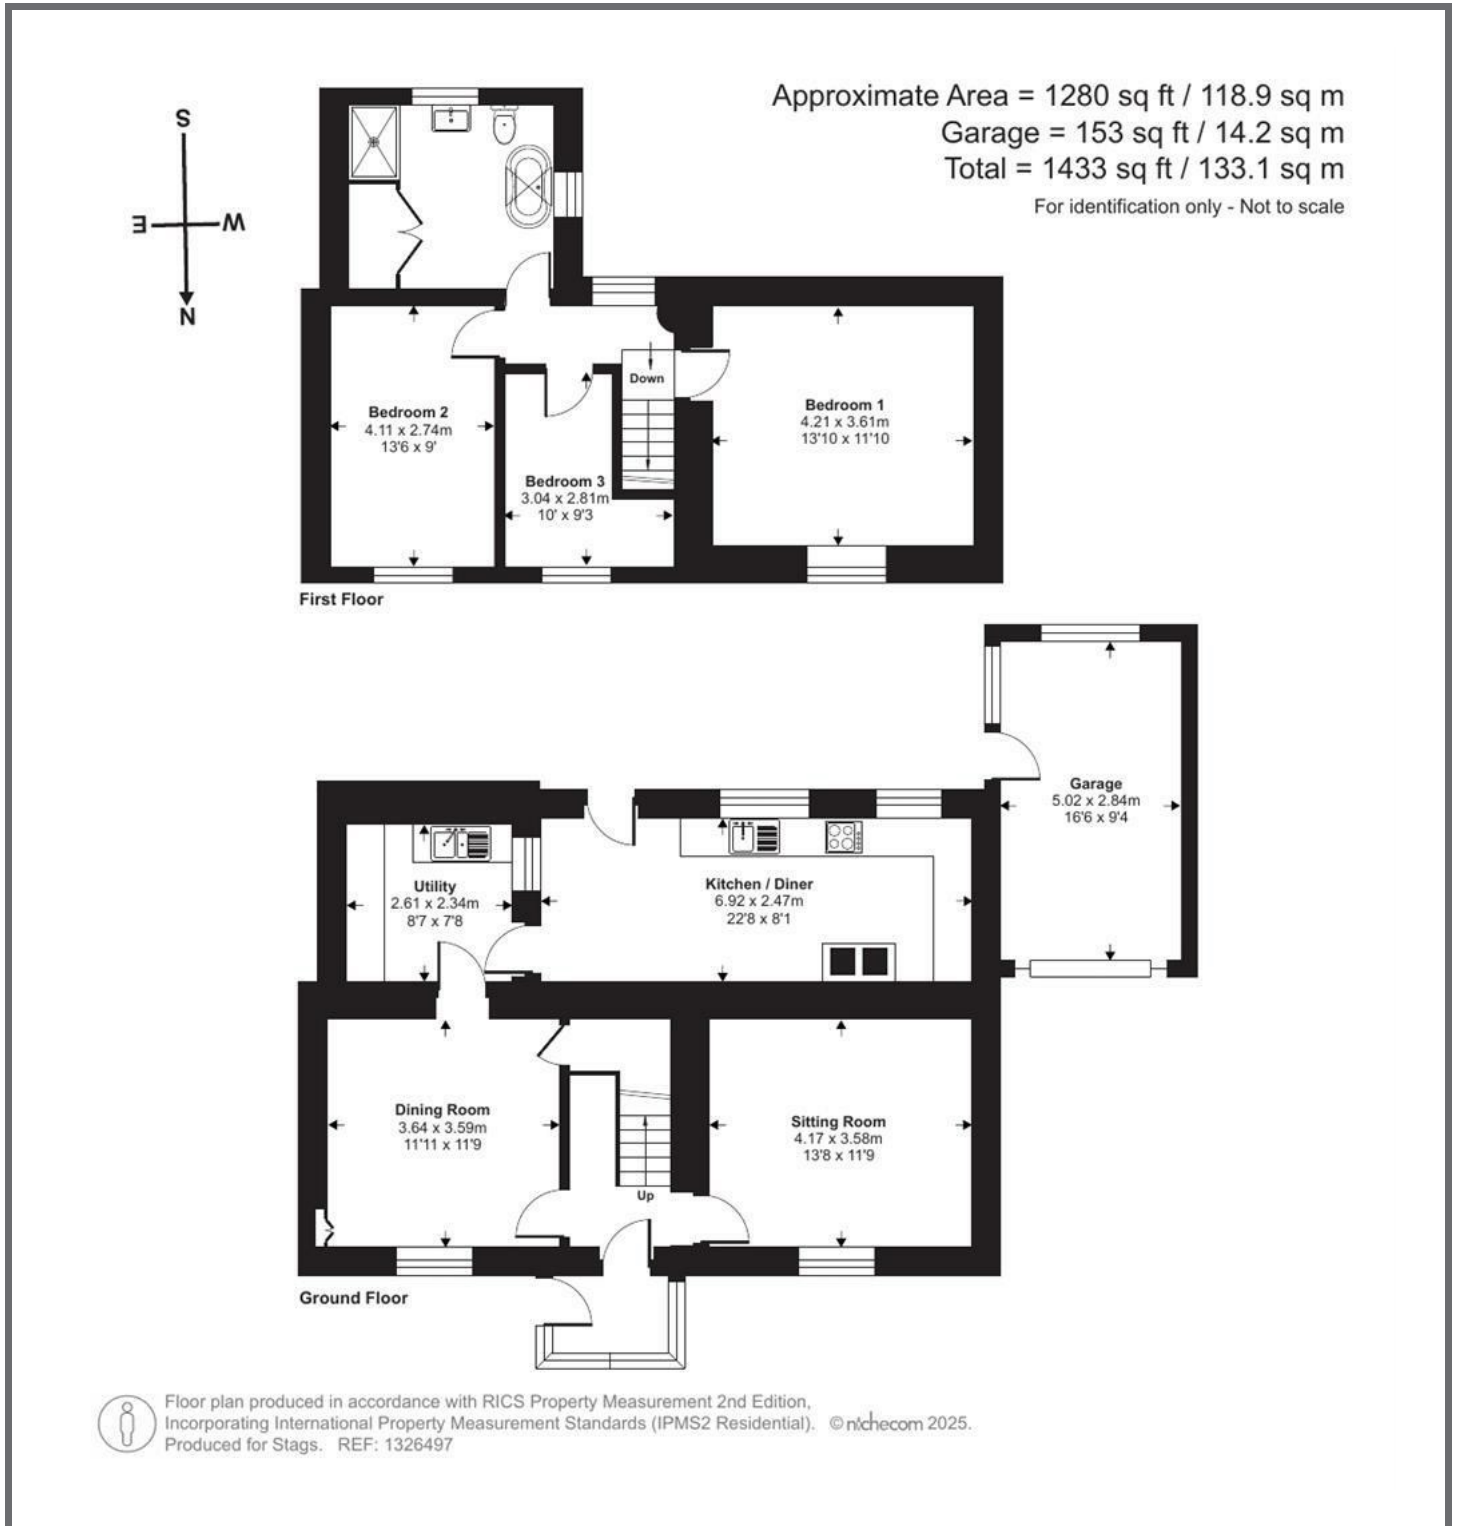 Approximate Area = 1280 sq ft / 118.9 sq m
Garage = 153 sq ft / 14.2 sq m
Total = 1433 sq ft / 133.1 sq m
For identification only - Not to scale
S
E
W
N
Down
Bedroom 1
4.21 x 3.61m
13'10 x 11'10
Bedroom 2
4.11 x 2.74m
13'6 x 9'
Bedroom 3
3.04 x 2.81m
10' x 9'3
First Floor
Garage
5.02 x 2.84m
16'6 x 9'4
Utility
2.61 x 2.34m
8'7 x 7'8
Kitchen / Diner
6.92 x 2.47m
22'8 x 8'1
Dining Room
3.64 x 3.59m
11'11 x 11'9
Sitting Room
4.17 x 3.58m
13'8 x 11'9
Up
Ground Floor
Floor plan produced in accordance with RICS Property Measurement 2nd Edition,
Incorporating International Property Measurement Standards (IPMS2 Residential). © nichecom 2025.
Produced for Stags. REF: 1326497